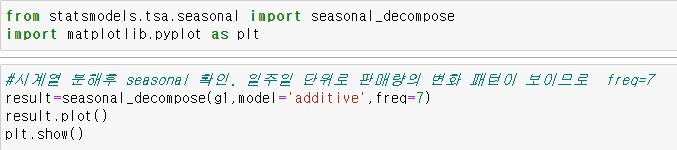 from statsmodels.tsa.seasonal import seasonal_decompose
import matplotlib.pyplot as plt
#시계열 분해후 seasonal 확인. 일주일 단위로 판매량의 변화 패턴이 보이므로  freq=7
result=seasonal_decompose(g1,model='additive',freq=7)
result.plot()
plt.show()